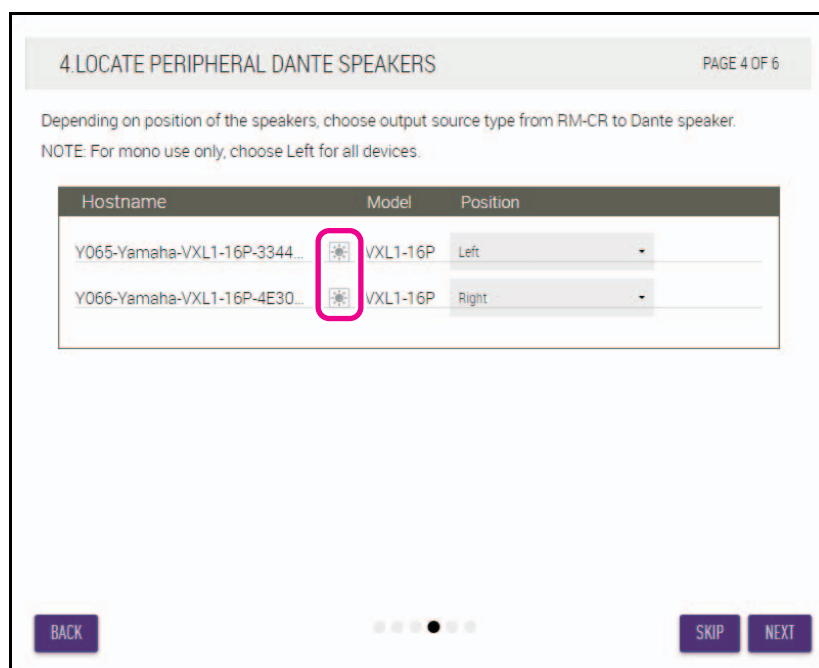 4.LOCATE PERIPHERAL DANTE SPEAKERS PAGE 4 OF 6
Depending on position of the speakers, choose output source type from RM-CR to Dante speaker.
NOTE: For mono use only, choose Left for all devices.
Hostname Model Position
Y065-Yamaha-VXL1-16P-3344... VXL1-16P Left
Y066-Yamaha-VXL1-16P-4E30... VXL1-16P Right
BACK SKIP NEXT